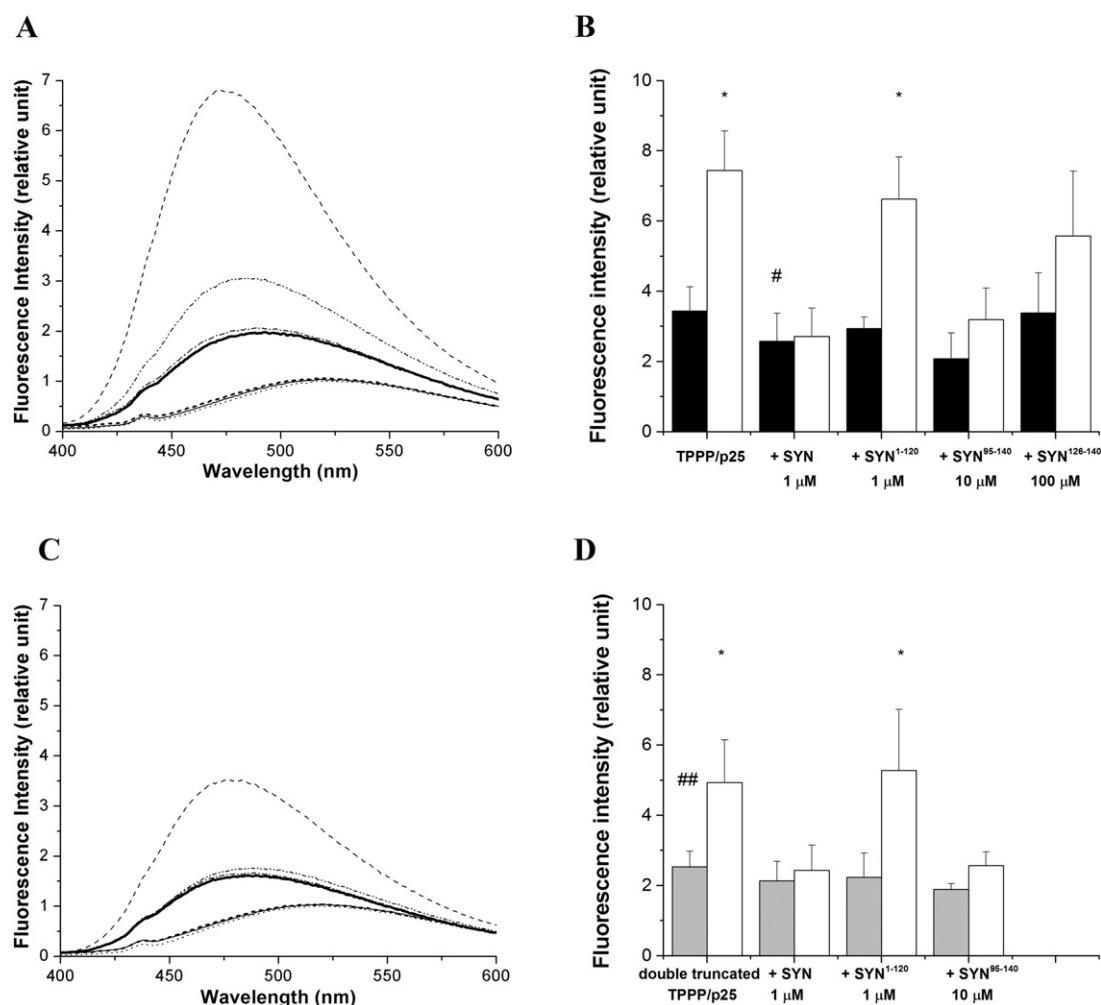 A
Fluorescence Intensity (relative unit)
7
6
5
4
3
2
1
0
400 450 500 550 600
Wavelength (nm)
B
Fluorescence intensity (relative unit)
10
8
6
4
2
0
* *
#
TPPP/p25 + SYN + SYN¹⁻¹²⁰ + SYN⁹⁵⁻¹⁴⁰ + SYN¹²⁶⁻¹⁴⁰
1 μM 1 μM 10 μM 100 μM
C
Fluorescence Intensity (relative unit)
7
6
5
4
3
2
1
0
400 450 500 550 600
Wavelength (nm)
D
Fluorescence intensity (relative unit)
10
8
6
4
2
0
* *
##
double truncated + SYN + SYN¹⁻¹²⁰ + SYN⁹⁵⁻¹⁴⁰
TPPP/p25 1 μM 1 μM 10 μM